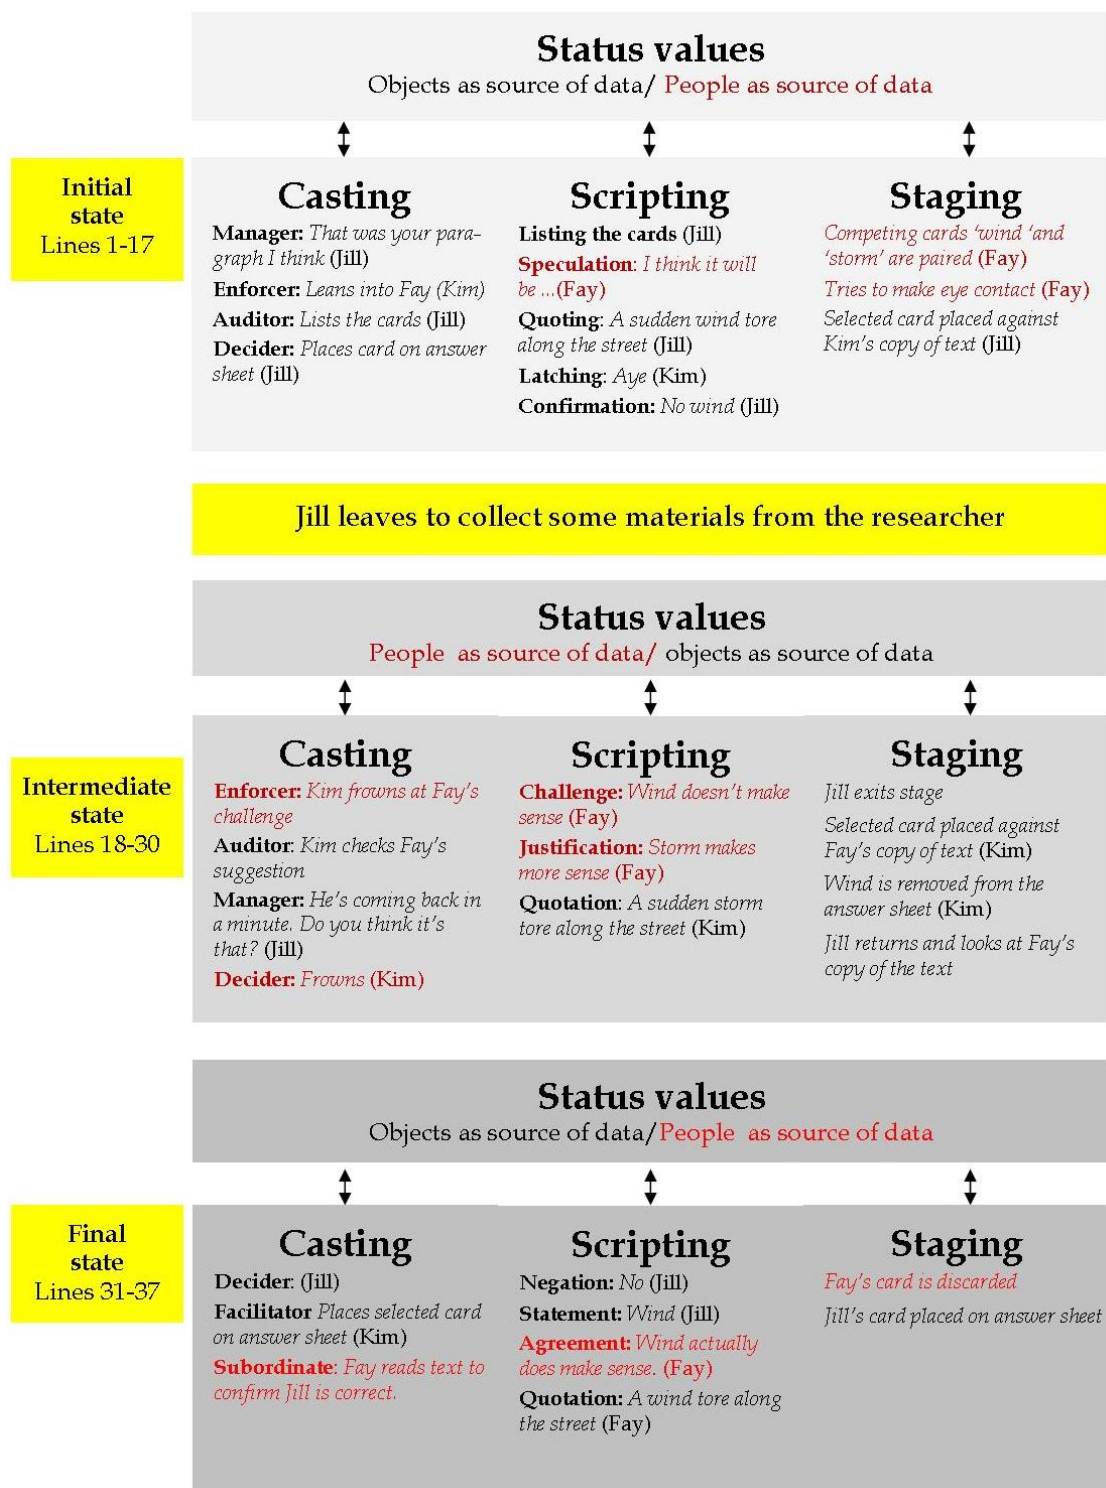 Status values
Objects as source of data/ People as source of data
Initial
state
Lines 1-17
Casting
Manager: That was your para-
graph I think (Jill)
Enforcer: Leans into Fay (Kim)
Auditor: Lists the cards (Jill)
Decider: Places card on answer
sheet (Jill)
Scripting
Listing the cards (Jill)
Speculation: I think it will
be ...(Fay)
Quoting: A sudden wind tore
along the street (Jill)
Latching: Aye (Kim)
Confirmation: No wind (Jill)
Staging
Competing cards ‘wind ‘and
‘storm’ are paired (Fay)
Tries to make eye contact (Fay)
Selected card placed against
Kim’s copy of text (Jill)
Jill leaves to collect some materials from the researcher
Status values
People as source of data/ objects as source of data
Intermediate
state
Lines 18-30
Casting
Enforcer: Kim frowns at Fay’s
challenge
Auditor: Kim checks Fay’s
suggestion
Manager: He’s coming back in
a minute. Do you think it’s
that? (Jill)
Decider: Frowns (Kim)
Scripting
Challenge: Wind doesn’t make
sense (Fay)
Justification: Storm makes
more sense (Fay)
Quotation: A sudden storm
tore along the street (Kim)
Staging
Jill exits stage
Selected card placed against
Fay’s copy of text (Kim)
Wind is removed from the
answer sheet (Kim)
Jill returns and looks at Fay’s
copy of the text
Status values
Objects as source of data/People as source of data
Final
state
Lines 31-37
Casting
Decider: (Jill)
Facilitator Places selected card
on answer sheet (Kim)
Subordinate: Fay reads text to
confirm Jill is correct.
Scripting
Negation: No (Jill)
Statement: Wind (Jill)
Agreement: Wind actually
does make sense. (Fay)
Quotation: A wind tore along
the street (Fay)
Staging
Fay’s card is discarded
Jill’s card placed on answer sheet